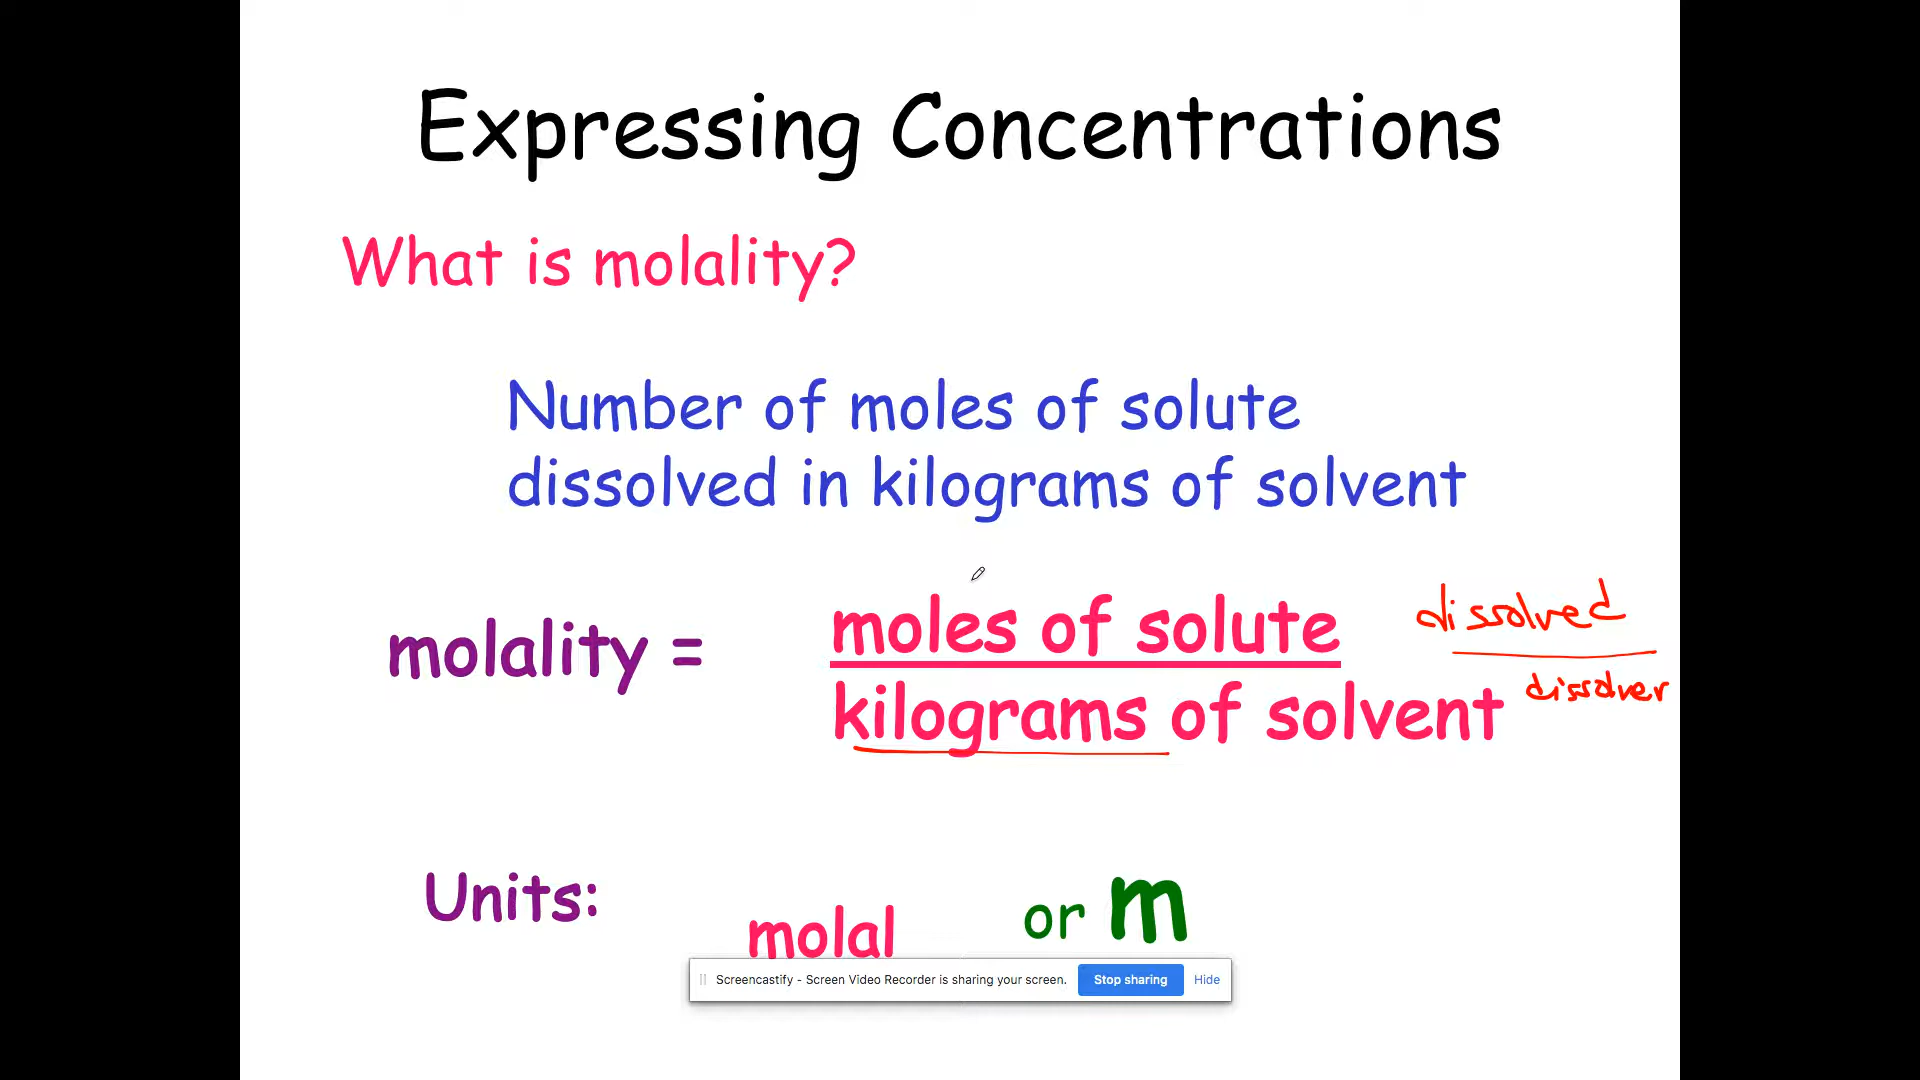 Expressing Concentrations
What is molality?
Number of moles of solute
dissolved in kilograms of solvent
molality =
moles of solute
kilograms of solvent
dissolved
dissolver
Units:
molal
or m
Screencastify - Screen Video Recorder is sharing your screen. Stop sharing Hide